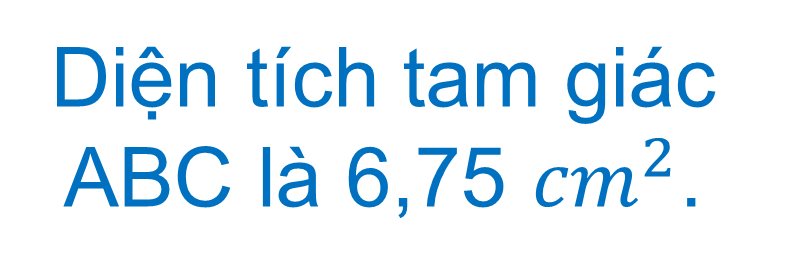 Diện tích tam giác
ABC là 6,75 cm².